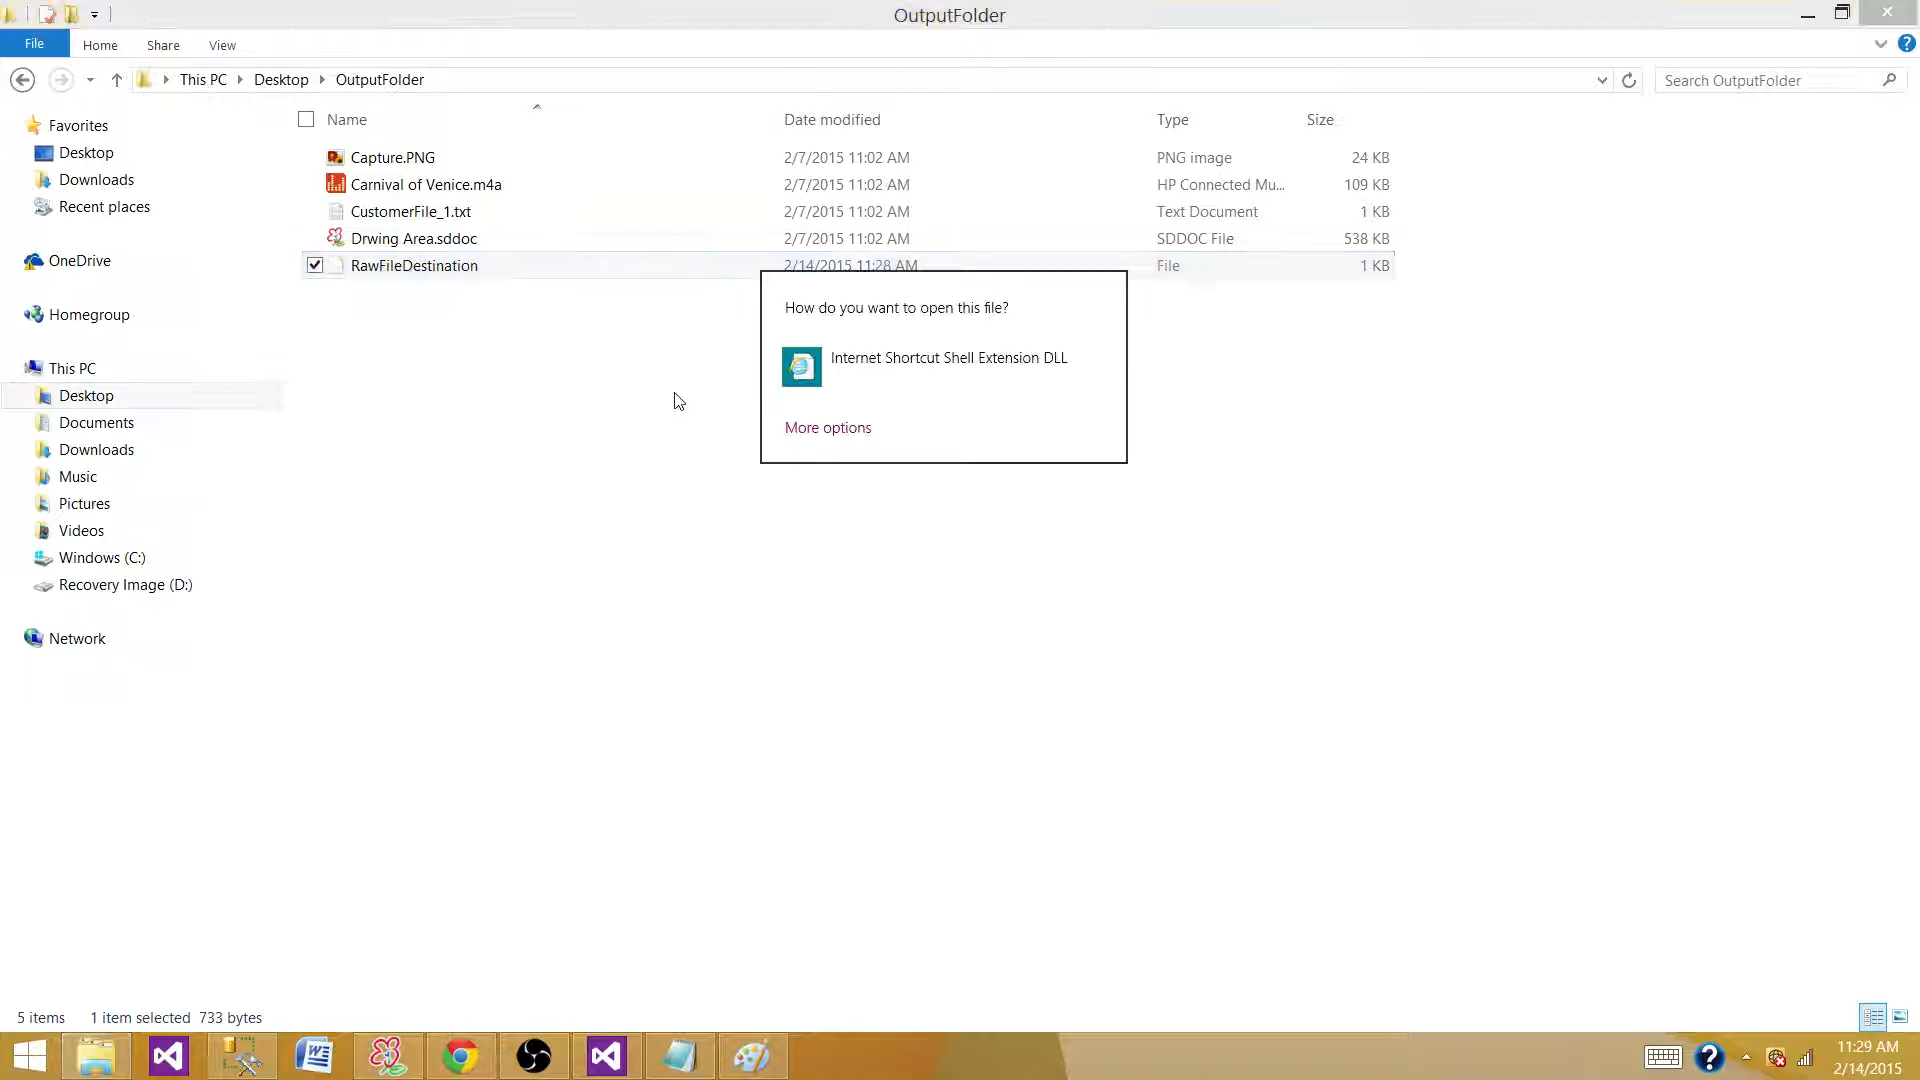 OutputFolder
File Home Share View
This PC Desktop OutputFolder
Search OutputFolder
Name Date modified Type Size
Favorites
Desktop
Downloads
Recent places
OneDrive
Homegroup
This PC
Desktop
Documents
Downloads
Music
Pictures
Videos
Windows (C:)
Recovery Image (D:)
Network
Capture.PNG 2/7/2015 11:02 AM PNG image 24 KB
Carnival of Venice.m4a 2/7/2015 11:02 AM HP Connected Mu... 109 KB
CustomerFile_1.txt 2/7/2015 11:02 AM Text Document 1 KB
Drwing Area.sddoc 2/7/2015 11:02 AM SDDOC File 538 KB
RawFileDestination 2/14/2015 11:28 AM File 1 KB
How do you want to open this file?
Internet Shortcut Shell Extension DLL
More options
5 items 1 item selected 733 bytes
11:29 AM
2/14/2015